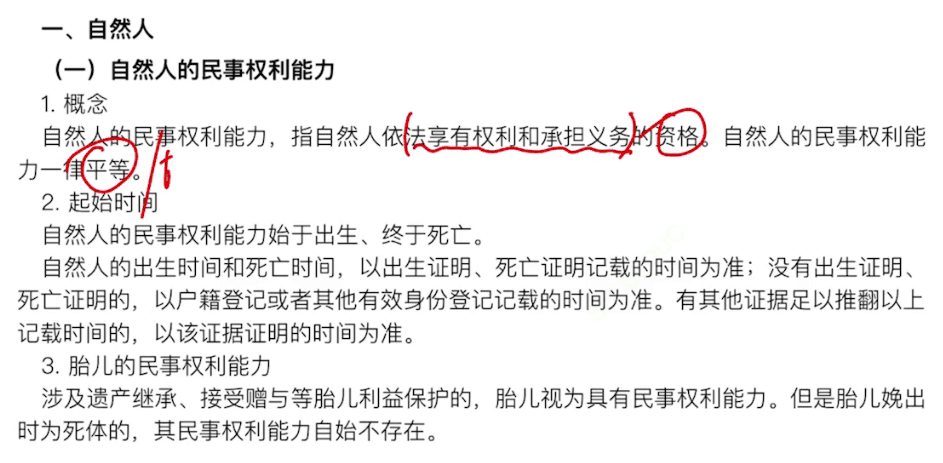 一、自然人
（一）自然人的民事权利能力
1. 概念
自然人的民事权利能力，指自然人依法享有权利和承担义务的资格。自然人的民事权利能
力一律平等。
2. 起始时间
自然人的民事权利能力始于出生、终于死亡。
自然人的出生时间和死亡时间，以出生证明、死亡证明记载的时间为准；没有出生证明、
死亡证明的，以户籍登记或者其他有效身份登记记载的时间为准。有其他证据足以推翻以上
记载时间的，以该证据证明的时间为准。
3. 胎儿的民事权利能力
涉及遗产继承、接受赠与等胎儿利益保护的，胎儿视为具有民事权利能力。但是胎儿娩出
时为死体的，其民事权利能力自始不存在。